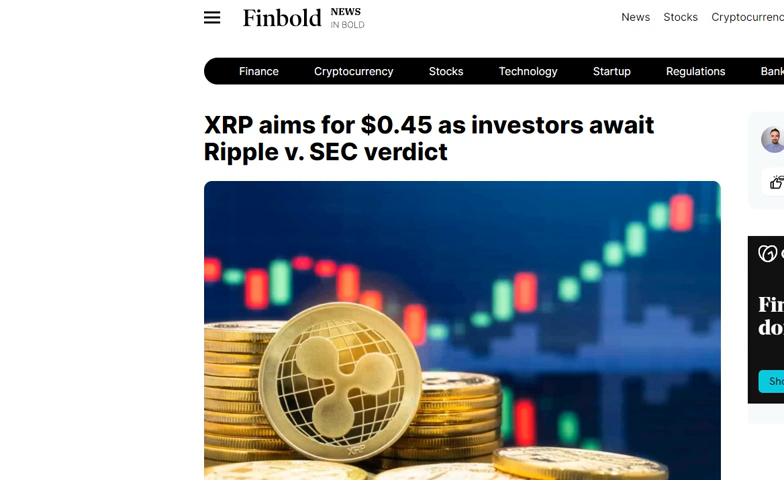 Finbold NEWS
IN BOLD
News Stocks
Finance Cryptocurrency Stocks Technology Startup Regulations
XRP aims for $0.45 as investors await
Ripple v. SEC verdict
XRP